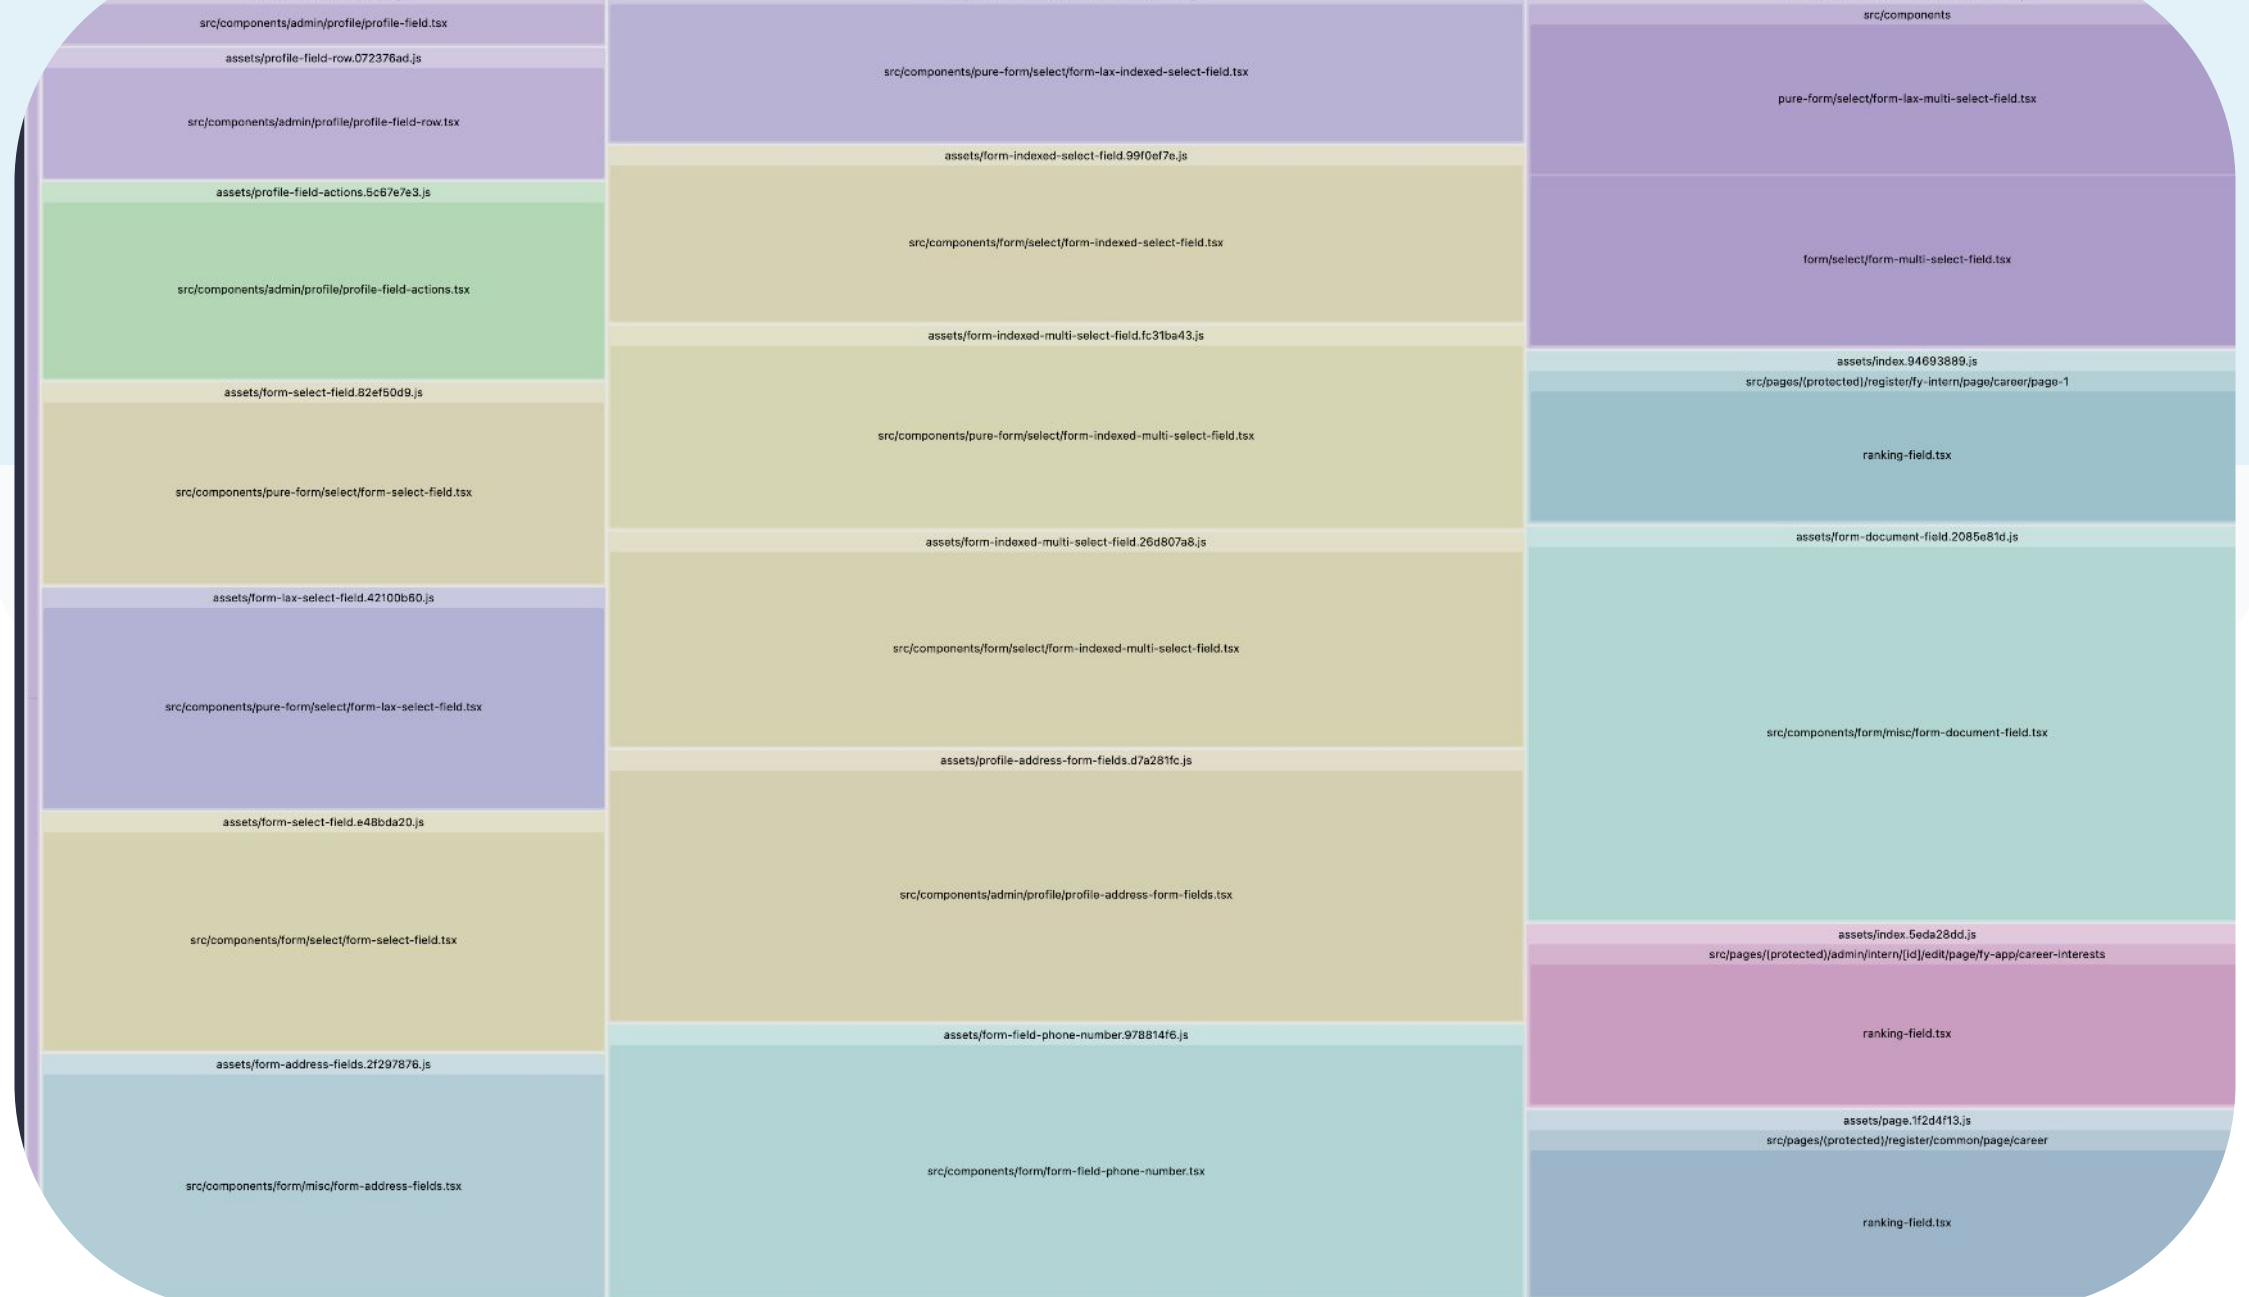 src/components/admin/profile/profile-field.tsx
assets/profile-field-row.072376ad.js
src/components/admin/profile/profile-field-row.tsx
assets/profile-field-actions.5c67e7e3.js
src/components/admin/profile/profile-field-actions.tsx
assets/form-select-field.82ef50d9.js
src/components/pure-form/select/form-select-field.tsx
assets/form-lax-select-field.42100b60.js
src/components/pure-form/select/form-lax-select-field.tsx
assets/form-select-field.e48bda20.js
src/components/form/select/form-select-field.tsx
assets/form-address-fields.2f297876.js
src/components/form/misc/form-address-fields.tsx
src/components/pure-form/select/form-lax-indexed-select-field.tsx
assets/form-indexed-select-field.99f0ef7e.js
src/components/form/select/form-indexed-select-field.tsx
assets/form-indexed-multi-select-field.fc31ba43.js
src/components/pure-form/select/form-indexed-multi-select-field.tsx
assets/form-indexed-multi-select-field.26d807a8.js
src/components/form/select/form-indexed-multi-select-field.tsx
assets/profile-address-form-fields.d7a281fc.js
src/components/admin/profile/profile-address-form-fields.tsx
assets/form-field-phone-number.978814f6.js
src/components/form/form-field-phone-number.tsx
src/components
pure-form/select/form-lax-multi-select-field.tsx
form/select/form-multi-select-field.tsx
assets/index.94693889.js
src/pages/(protected)/register/fy-intern/page/career/page-1
ranking-field.tsx
assets/form-document-field.2085e81d.js
src/components/form/misc/form-document-field.tsx
assets/index.5eda28dd.js
src/pages/(protected)/admin/intern/[id]/edit/page/fy-app/career-interests
ranking-field.tsx
assets/page.1f2d4f13.js
src/pages/(protected)/register/common/page/career
ranking-field.tsx